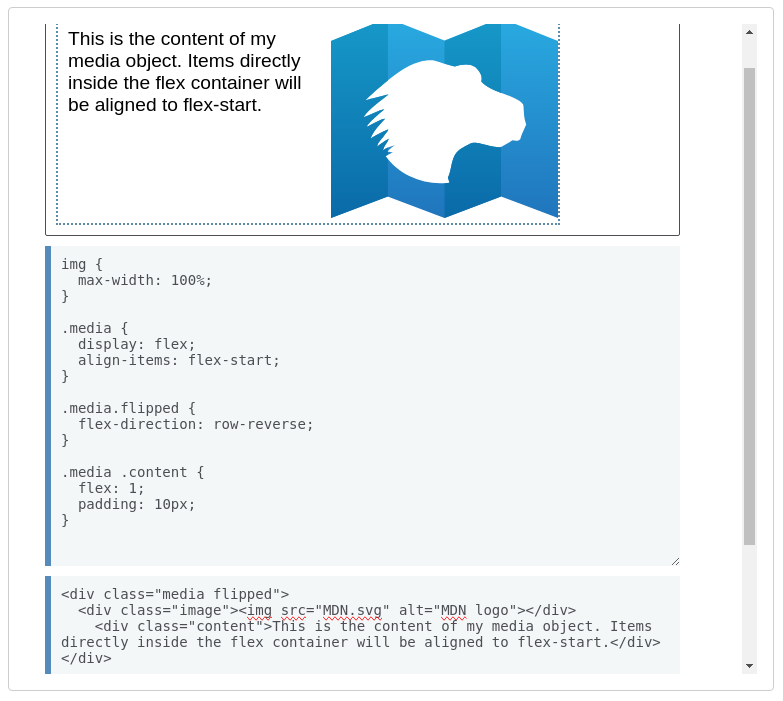 This is the content of my
media object. Items directly
inside the flex container will
be aligned to flex-start.
img {
  max-width: 100%;
}
.media {
  display: flex;
  align-items: flex-start;
}
.media.flipped {
  flex-direction: row-reverse;
}
.media .content {
  flex: 1;
  padding: 10px;
}
<div class="media flipped">
  <div class="image"><img src="MDN.svg" alt="MDN logo"></div>
    <div class="content">This is the content of my media object. Items
directly inside the flex container will be aligned to flex-start.</div>
</div>